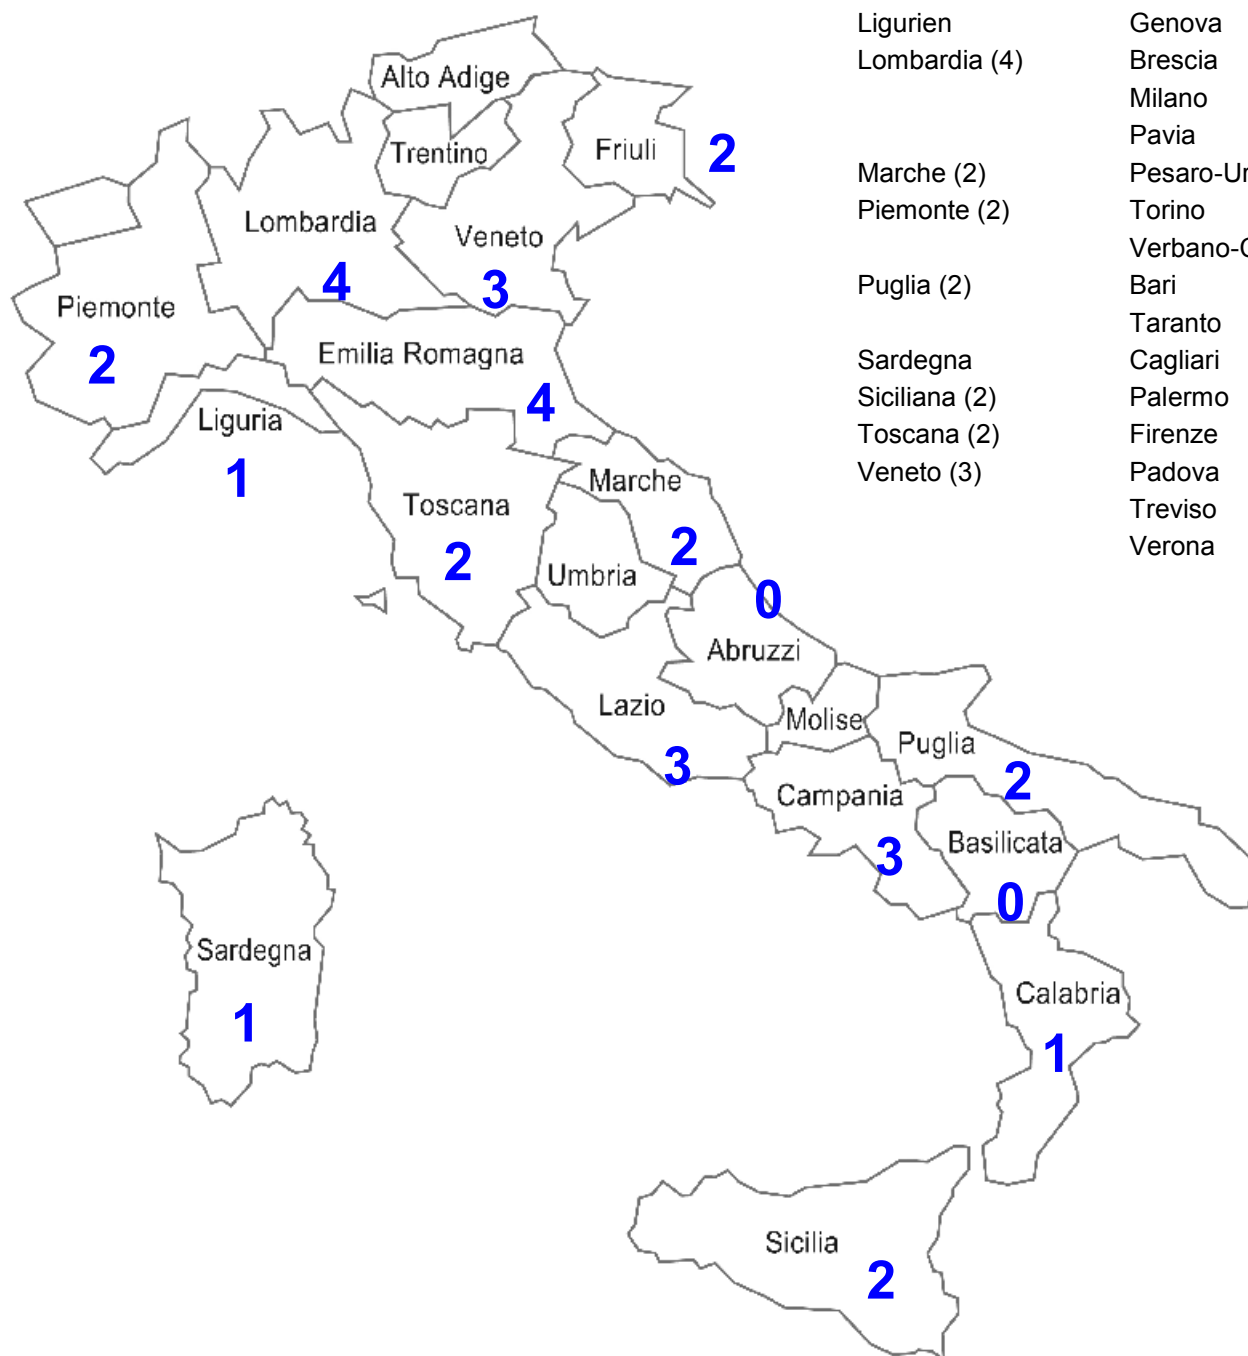 Ligurien Genova
Lombardia (4) Brescia
Milano
Pavia
Marche (2)
Piemonte (2) Torino
Puglia (2) Bari
Taranto
Sardegna Cagliari
Siciliana (2) Palermo
Toscana (2) Firenze
Veneto (3) Padova
Treviso
Verona
Alto Adige
Trentino
Friuli
2
Lombardia
4
Veneto
3
Piemonte
2
Emilia Romagna
4
Liguria
1
Toscana
2
Marche
2
Umbria
0
Abruzzi
Lazio
3
Molise
Puglia
2
Campania
3
Basilicata
0
Sardegna
1
Calabria
1
Sicilia
2